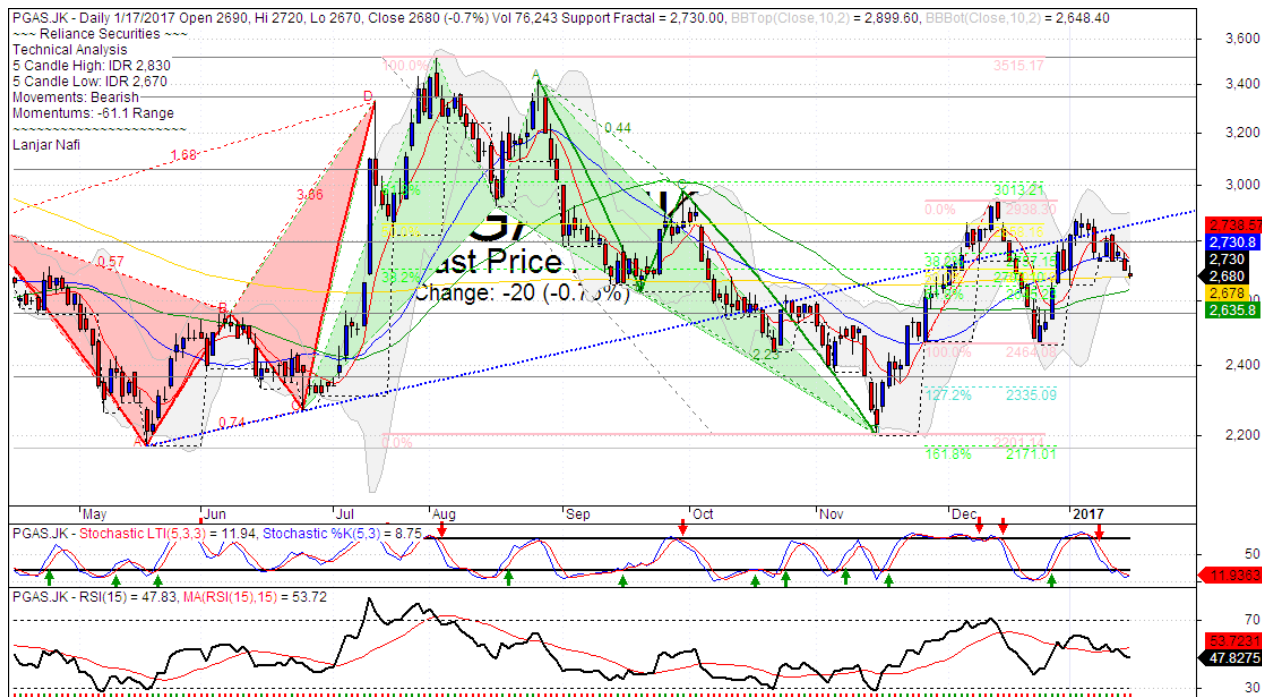 PGAS.JK - Daily 1/17/2017 Open 2690, Hi 2720, Lo 2670, Close 2680 (-0.7%) Vol 76,243 Support Fractal = 2,730.00, BBTop(Close,10,2) = 2,899.60, BBBot(Close,10,2) = 2,648.40
~~~ Reliance Securities ~~~
Technical Analysis
5 Candle High: IDR 2,830
5 Candle Low: IDR 2,670
Movements: Bearish
Momentums: -61.1 Range
~~~~~~~~~~~~~~~~~~~~~~
Lanjar Nafi
3,600
100.0% 3515.17
3,400
A
D
3,200
0.44
1.68
3.66
3,000
3013.21
C
0.0% 2938.30
2,738.57
2,730.8
2,730
2,680
2,678
2,635.8
0.57
38.2%
ast Price
Change: -20 (-0.7%)
B
100.0% 2464.08
2.23
2,400
127.2% 2335.09
C
0.74
A
0.0% 2201.14
2,200
161.8% 2171.01
May Jun Jul Aug Sep Oct Nov Dec 2017
PGAS.JK - Stochastic LTI(5,3,3) = 11.94, Stochastic %K(5,3) = 8.75
50
11.9363
PGAS.JK - RSI(15) = 47.83, MA(RSI(15),15) = 53.72
70
53.7231
47.8275
30